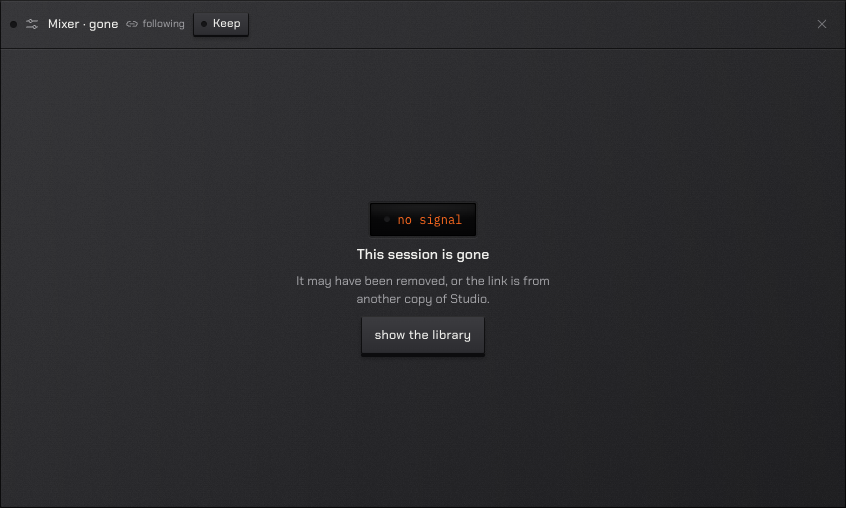 Mixer · gone following Keep
no signal
This session is gone
It may have been removed, or the link is from
another copy of Studio.
show the library